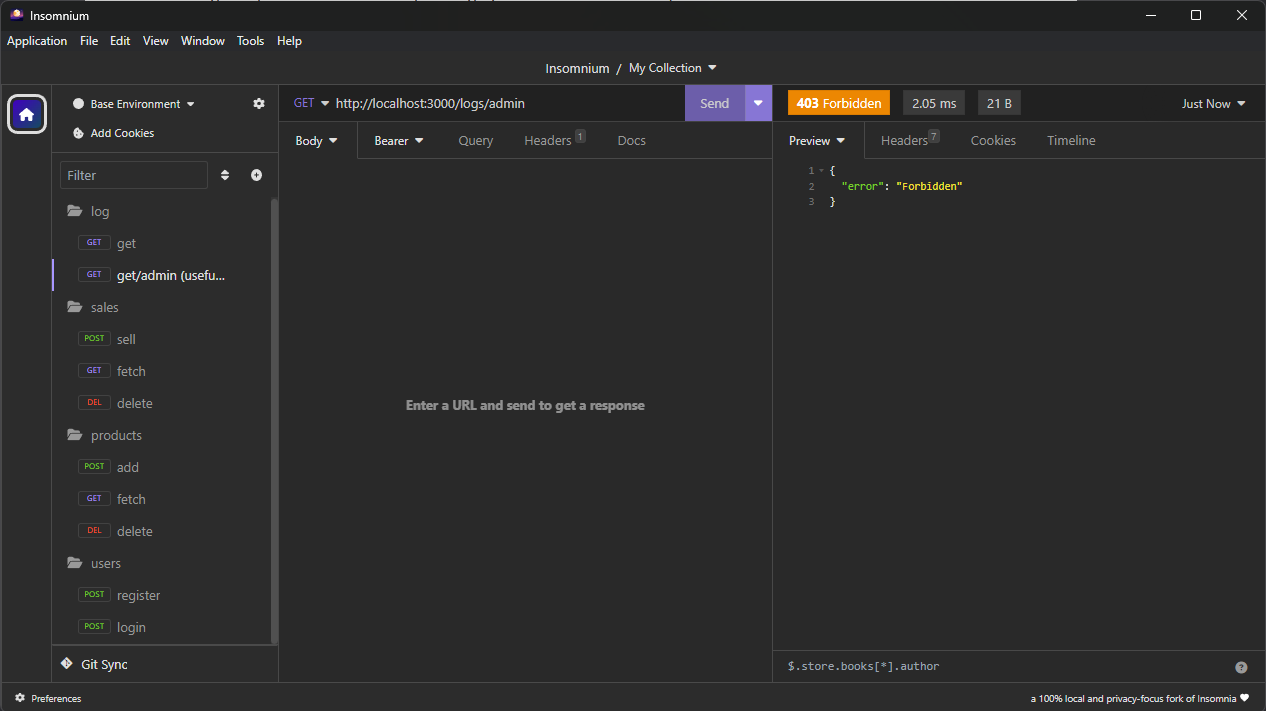 Insomnium
Application File Edit View Window Tools Help
Insomnium / My Collection
Base Environment
Add Cookies
Filter
log
GET get
GET get/admin (usefu...
sales
POST sell
GET fetch
DEL delete
products
POST add
GET fetch
DEL delete
users
POST register
POST login
Git Sync
GET http://localhost:3000/logs/admin Send
Body Bearer Query Headers 1 Docs
Enter a URL and send to get a response
403 Forbidden 2.05 ms 21 B Just Now
Preview Headers 7 Cookies Timeline
1 {
2 "error": "Forbidden"
3 }
$.store.books[*].author ?
Preferences a 100% local and privacy-focus fork of Insomnia